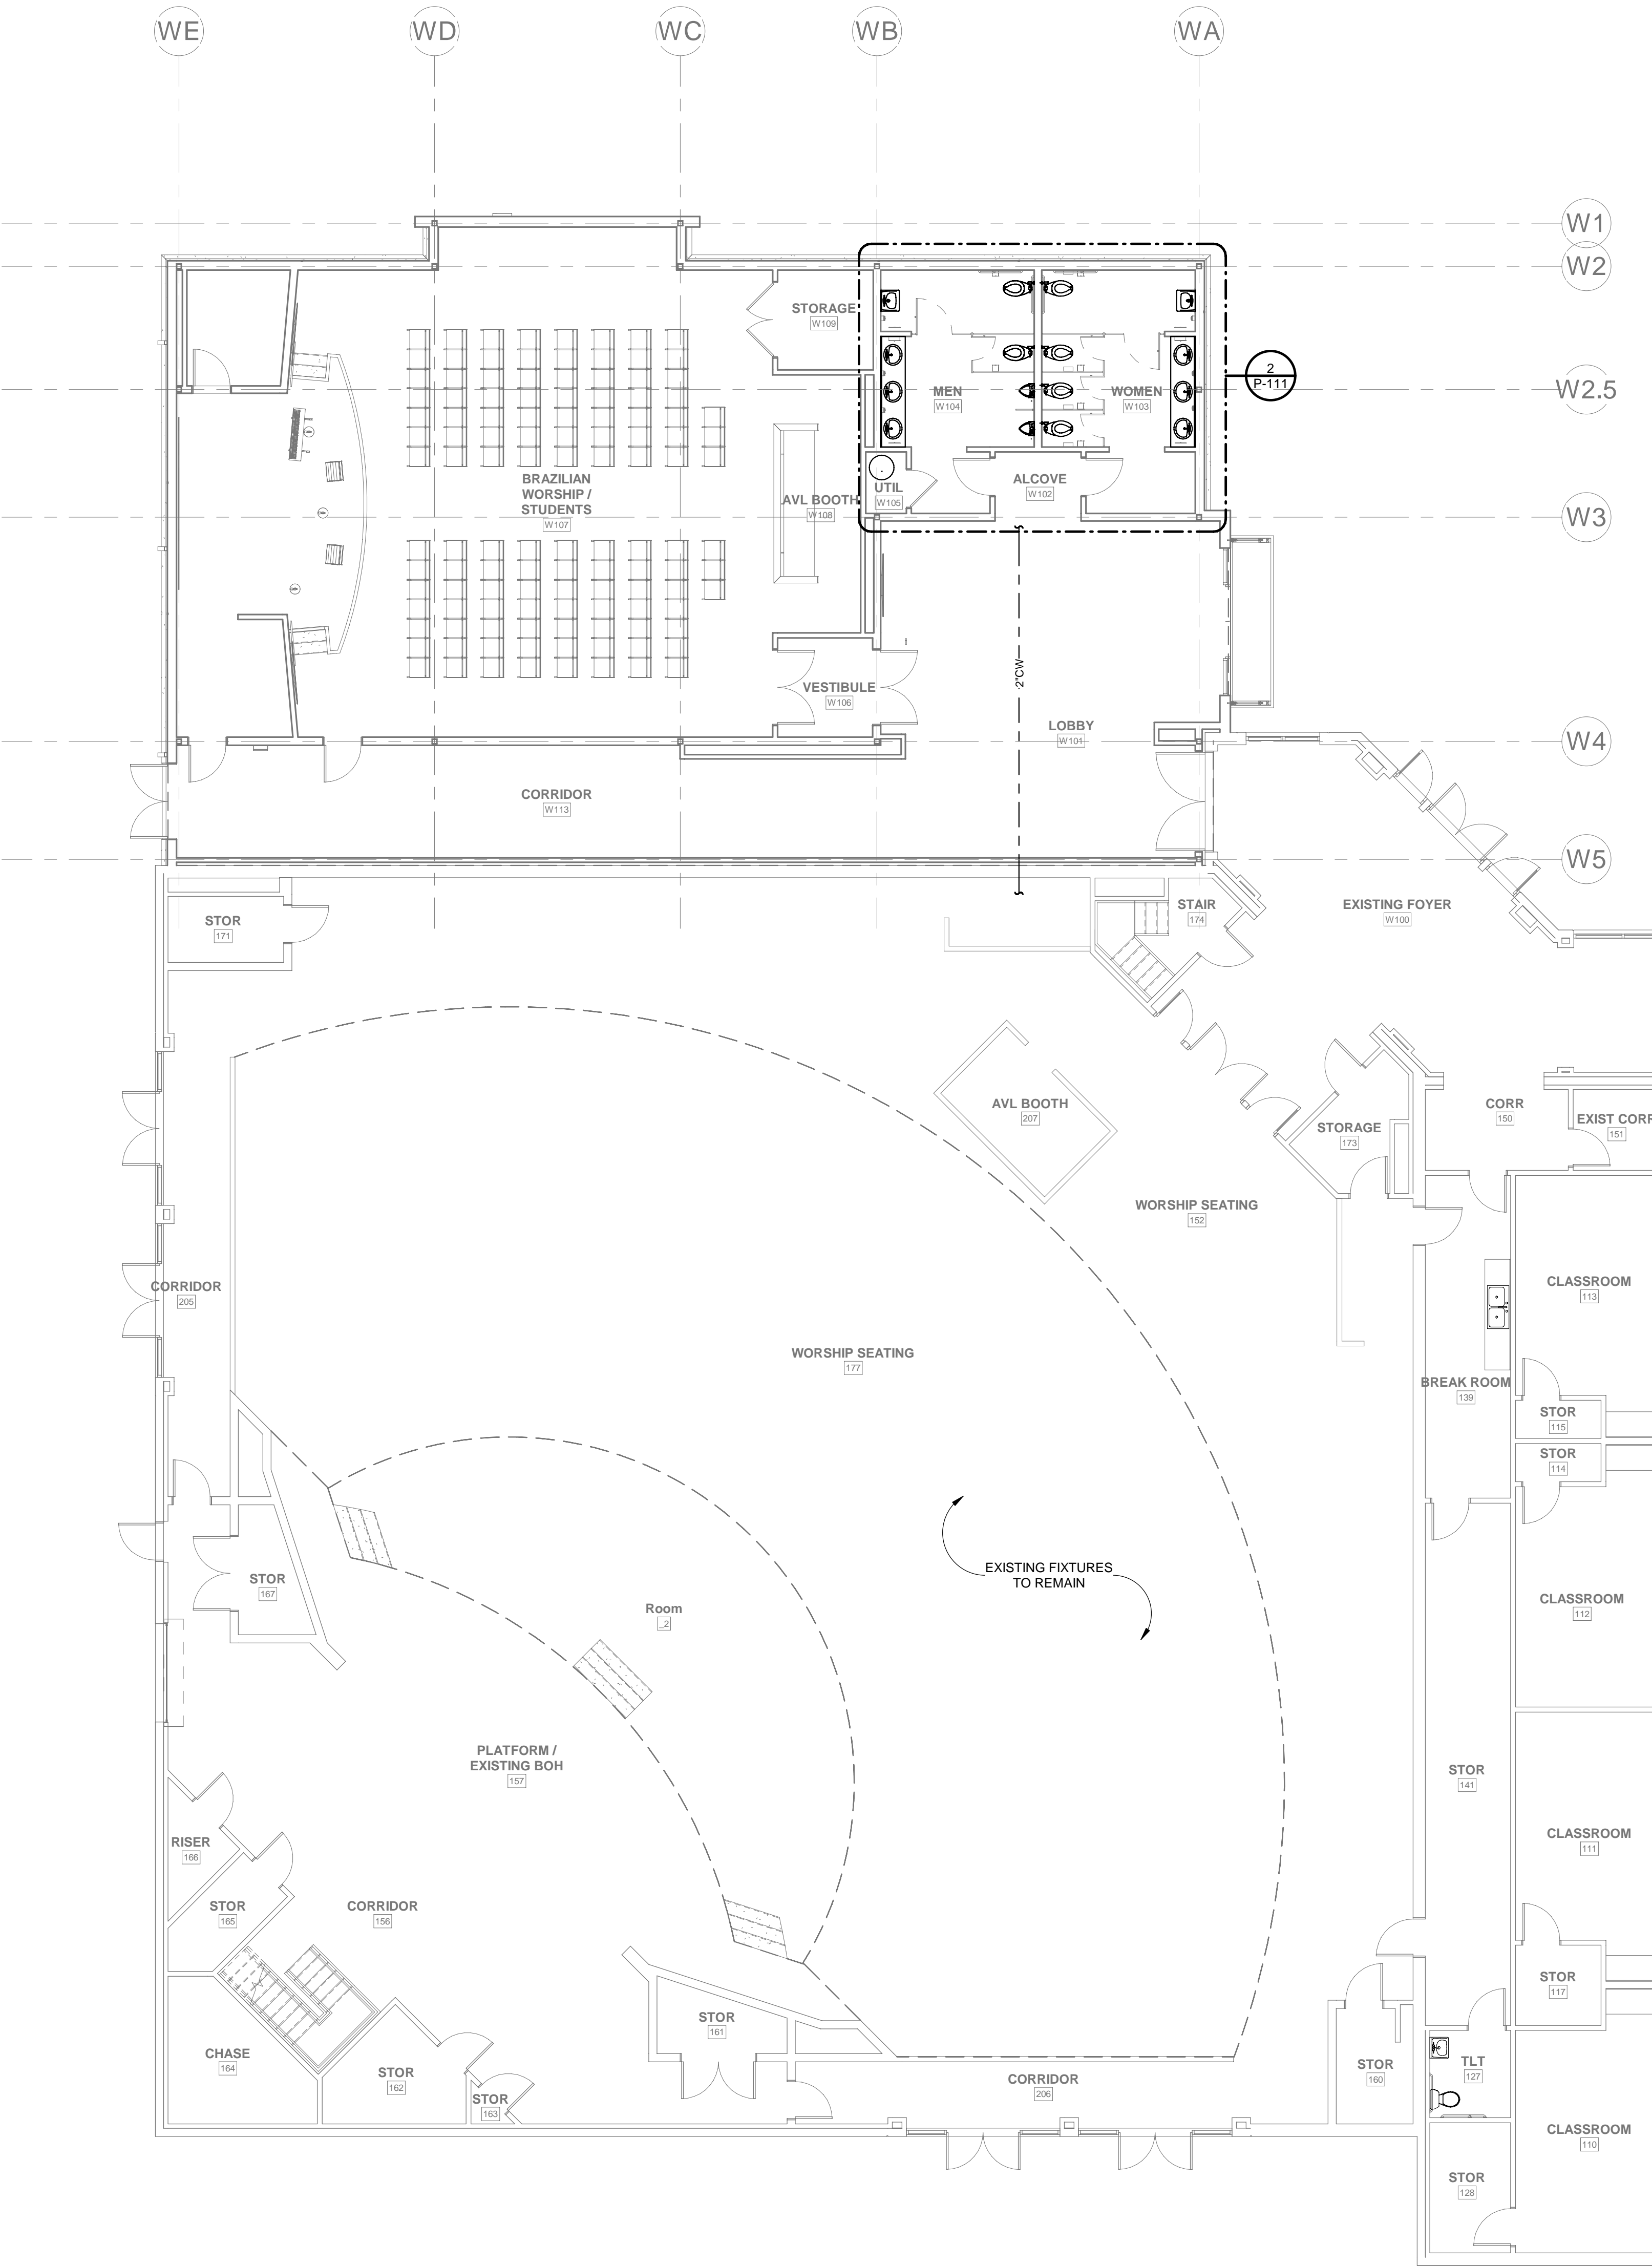 WE
WD
WC
WB
WA
W1
W2
W2.5
W3
W4
W5
2
P-111
STORAGE
W109
MEN
W104
WOMEN
W103
BRAZILIAN
WORSHIP /
STUDENTS
W107
AVL BOOTH
W108
UTIL
W105
ALCOVE
W102
2"CW
VESTIBULE
W106
LOBBY
W101
CORRIDOR
W113
STOR
171
STAIR
174
EXISTING FOYER
W100
AVL BOOTH
207
STORAGE
173
CORR
150
EXIST CORR
151
WORSHIP SEATING
152
CORRIDOR
205
CLASSROOM
113
WORSHIP SEATING
177
BREAK ROOM
139
STOR
115
STOR
114
EXISTING FIXTURES
TO REMAIN
STOR
167
Room
_2
CLASSROOM
112
PLATFORM /
EXISTING BOH
157
STOR
141
RISER
166
CLASSROOM
111
STOR
165
CORRIDOR
156
STOR
117
STOR
161
CHASE
164
STOR
162
STOR
163
CORRIDOR
206
STOR
160
TLT
127
CLASSROOM
110
STOR
128